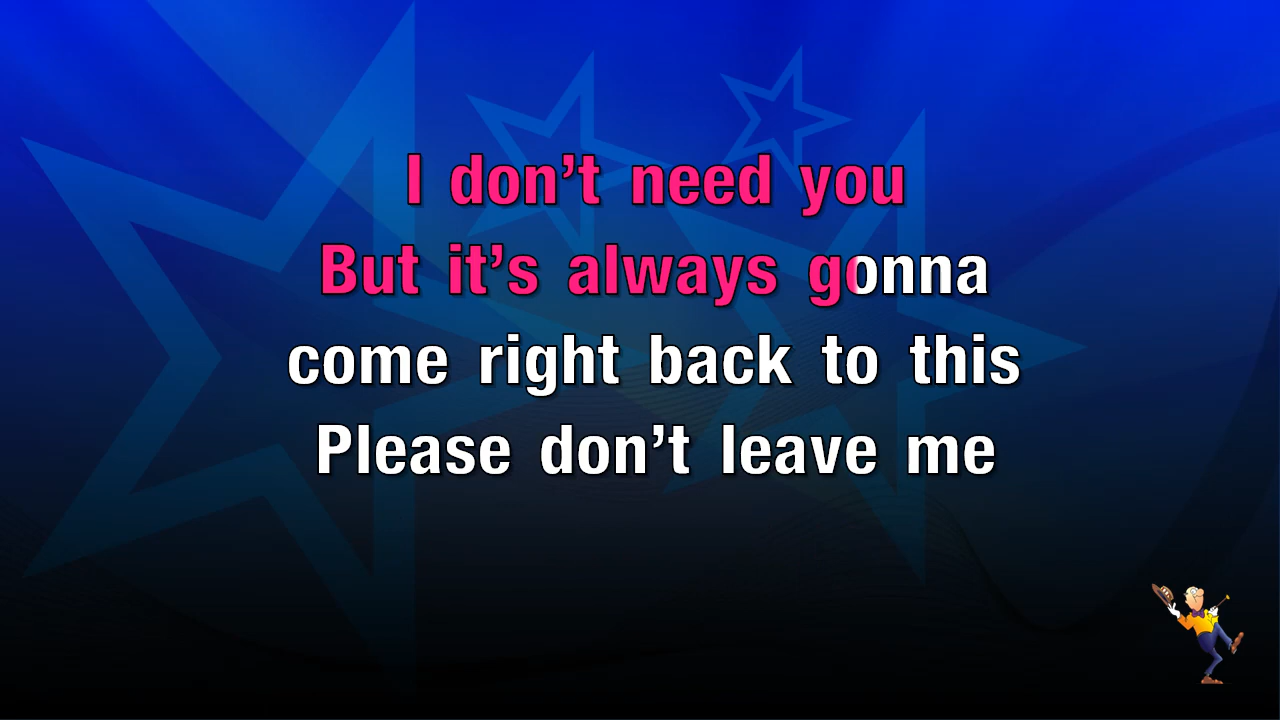 I don’t need you
But it’s always gonna
come right back to this
Please don’t leave me